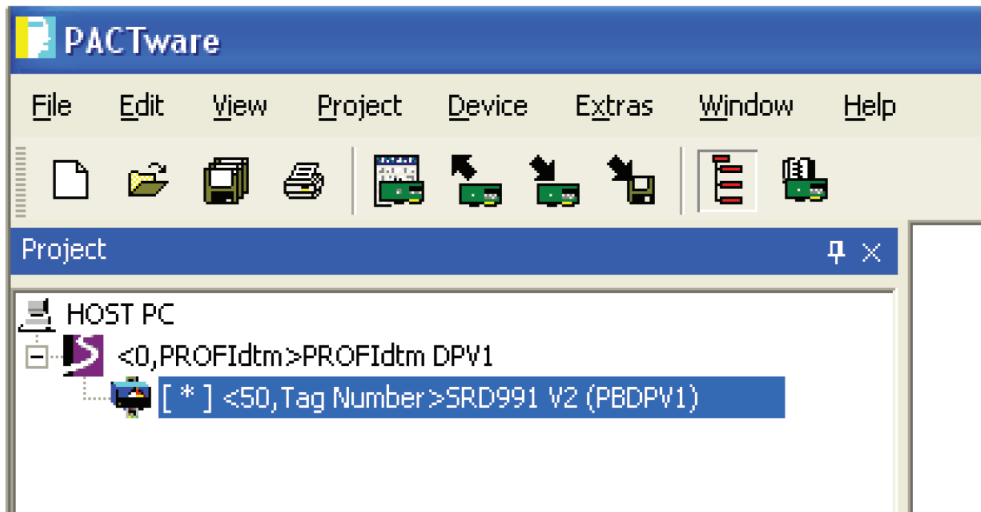 PACTware
File Edit View Project Device Extras Window Help
Project
HOST PC
<0,PROFIdtm>PROFIdtm DPV1
[ * ] <50,Tag Number>SRD991 V2 (PBDPV1)